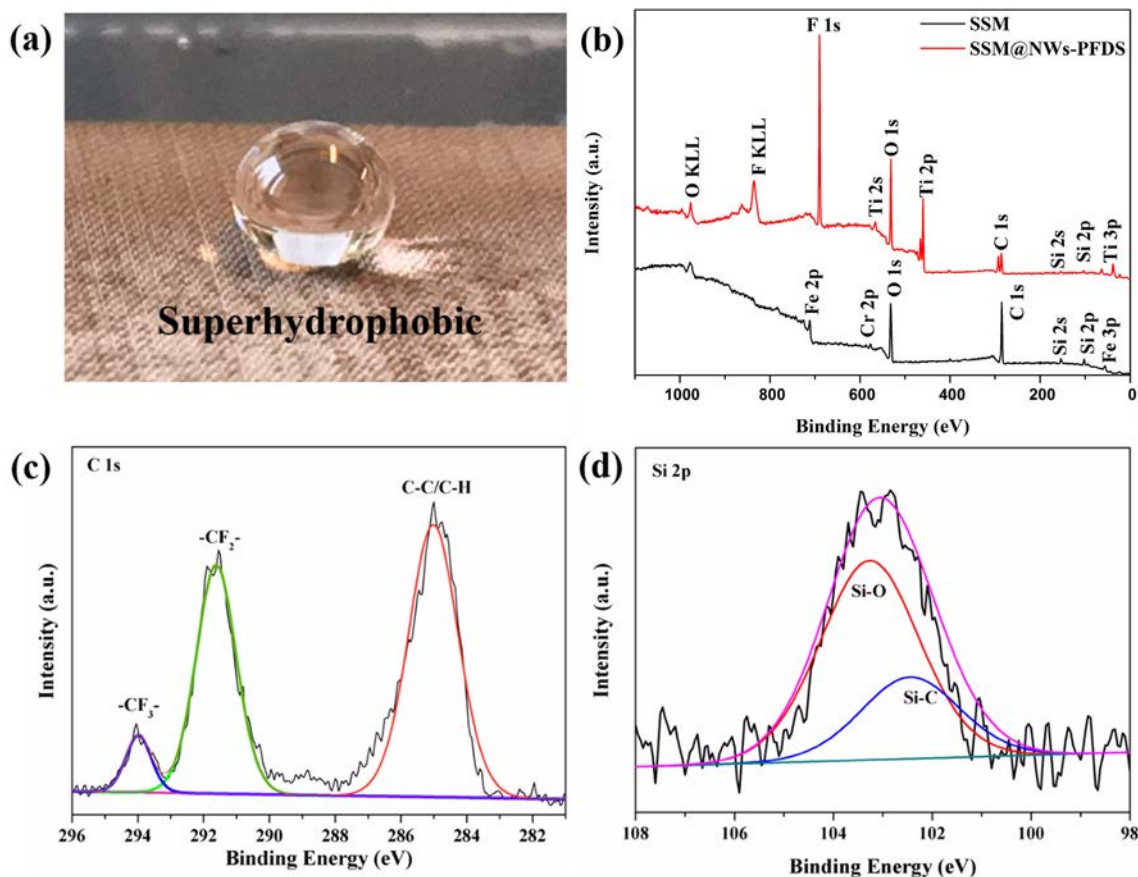 (a)
Superhydrophobic
(b)
SSM
SSM@NWs-PFDS
F 1s
O KLL
F KLL
Ti 2s
O 1s
Ti 2p
C 1s
Si 2s
Si 2p
Ti 3p
Fe 2p
Cr 2p
O 1s
C 1s
Si 2s
Si 2p
Fe 3p
Intensity (a.u.)
1000 800 600 400 200 0
Binding Energy (eV)
(c)
C 1s
C-C/C-H
-CF₂-
-CF₃-
Intensity (a.u.)
296 294 292 290 288 286 284 282
Binding Energy (eV)
(d)
Si 2p
Si-O
Si-C
Intensity (a.u.)
108 106 104 102 100 98
Binding Energy (eV)